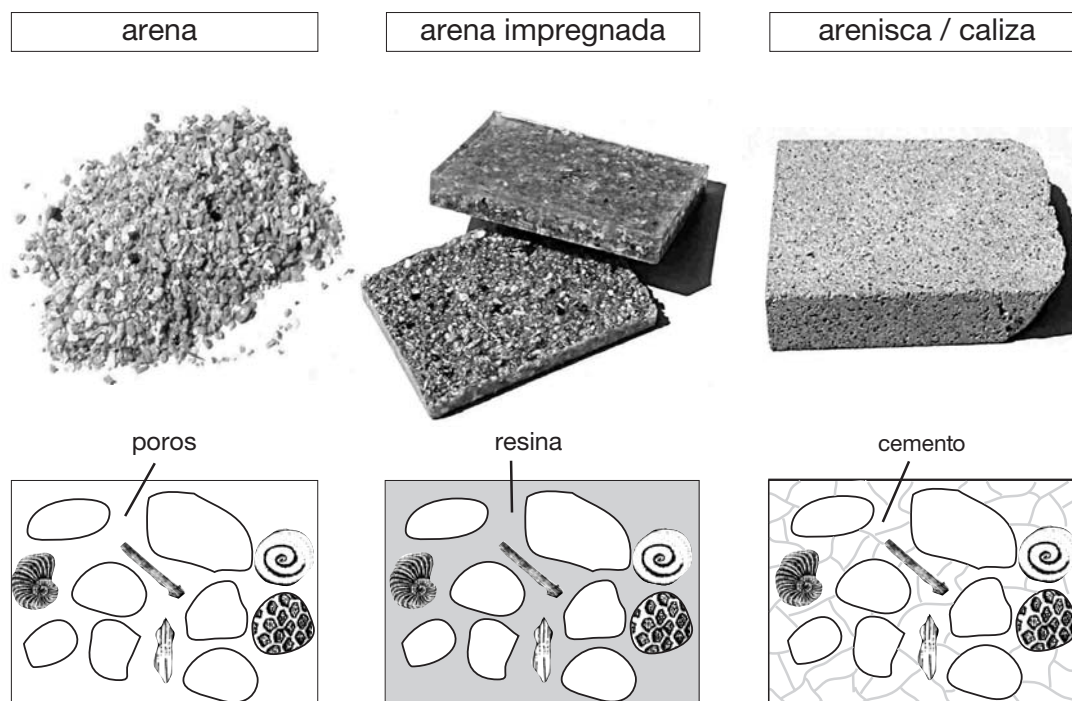 arena
arena impregnada
arenisca / caliza
poros
resina
cemento